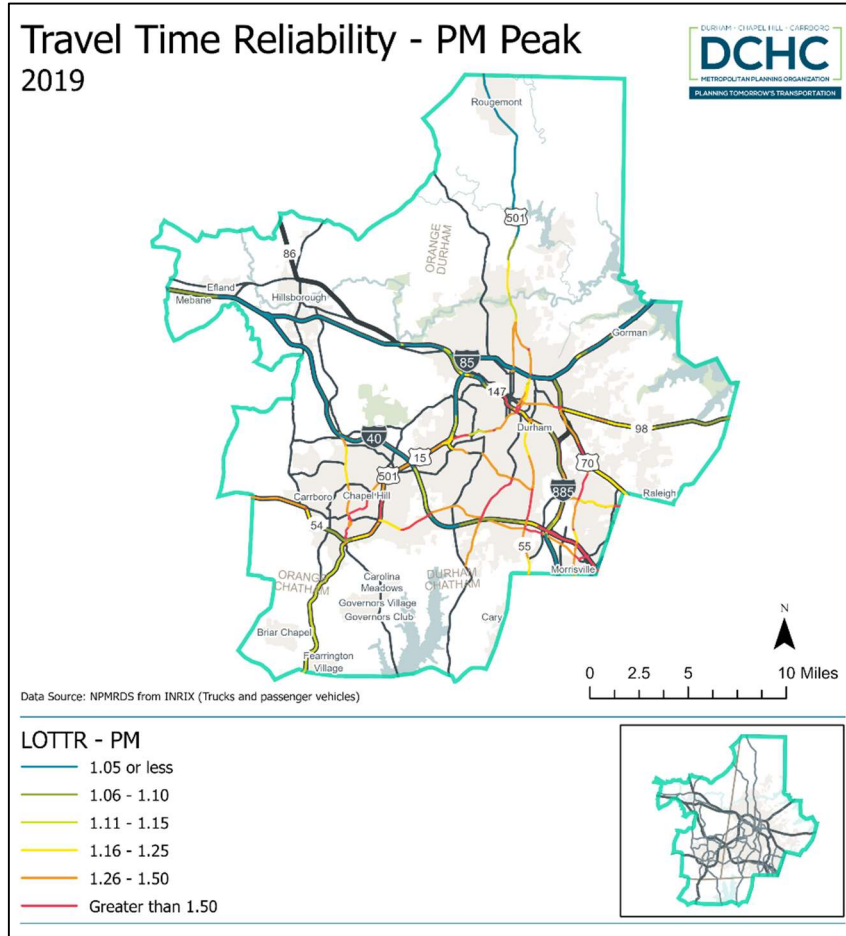 Travel Time Reliability - PM Peak
2019
DURHAM · CHAPEL HILL · CARRBORO
DCHC
METROPOLITAN PLANNING ORGANIZATION
PLANNING TOMORROW'S TRANSPORTATION
Rougemont
501
ORANGE
DURHAM
86
Efland
Mebane
Hillsborough
Gorman
85
147
Durham
98
40
15
501
70
885
Raleigh
Carrboro
Chapel Hill
54
55
Morrisville
ORANGE
CHATHAM
Carolina
Meadows
DURHAM
CHATHAM
Governors Village
Governors Club
Cary
Briar Chapel
Fearrington
Village
N
0 2.5 5 10 Miles
Data Source: NPMRDS from INRIX (Trucks and passenger vehicles)
LOTTR - PM
1.05 or less
1.06 - 1.10
1.11 - 1.15
1.16 - 1.25
1.26 - 1.50
Greater than 1.50